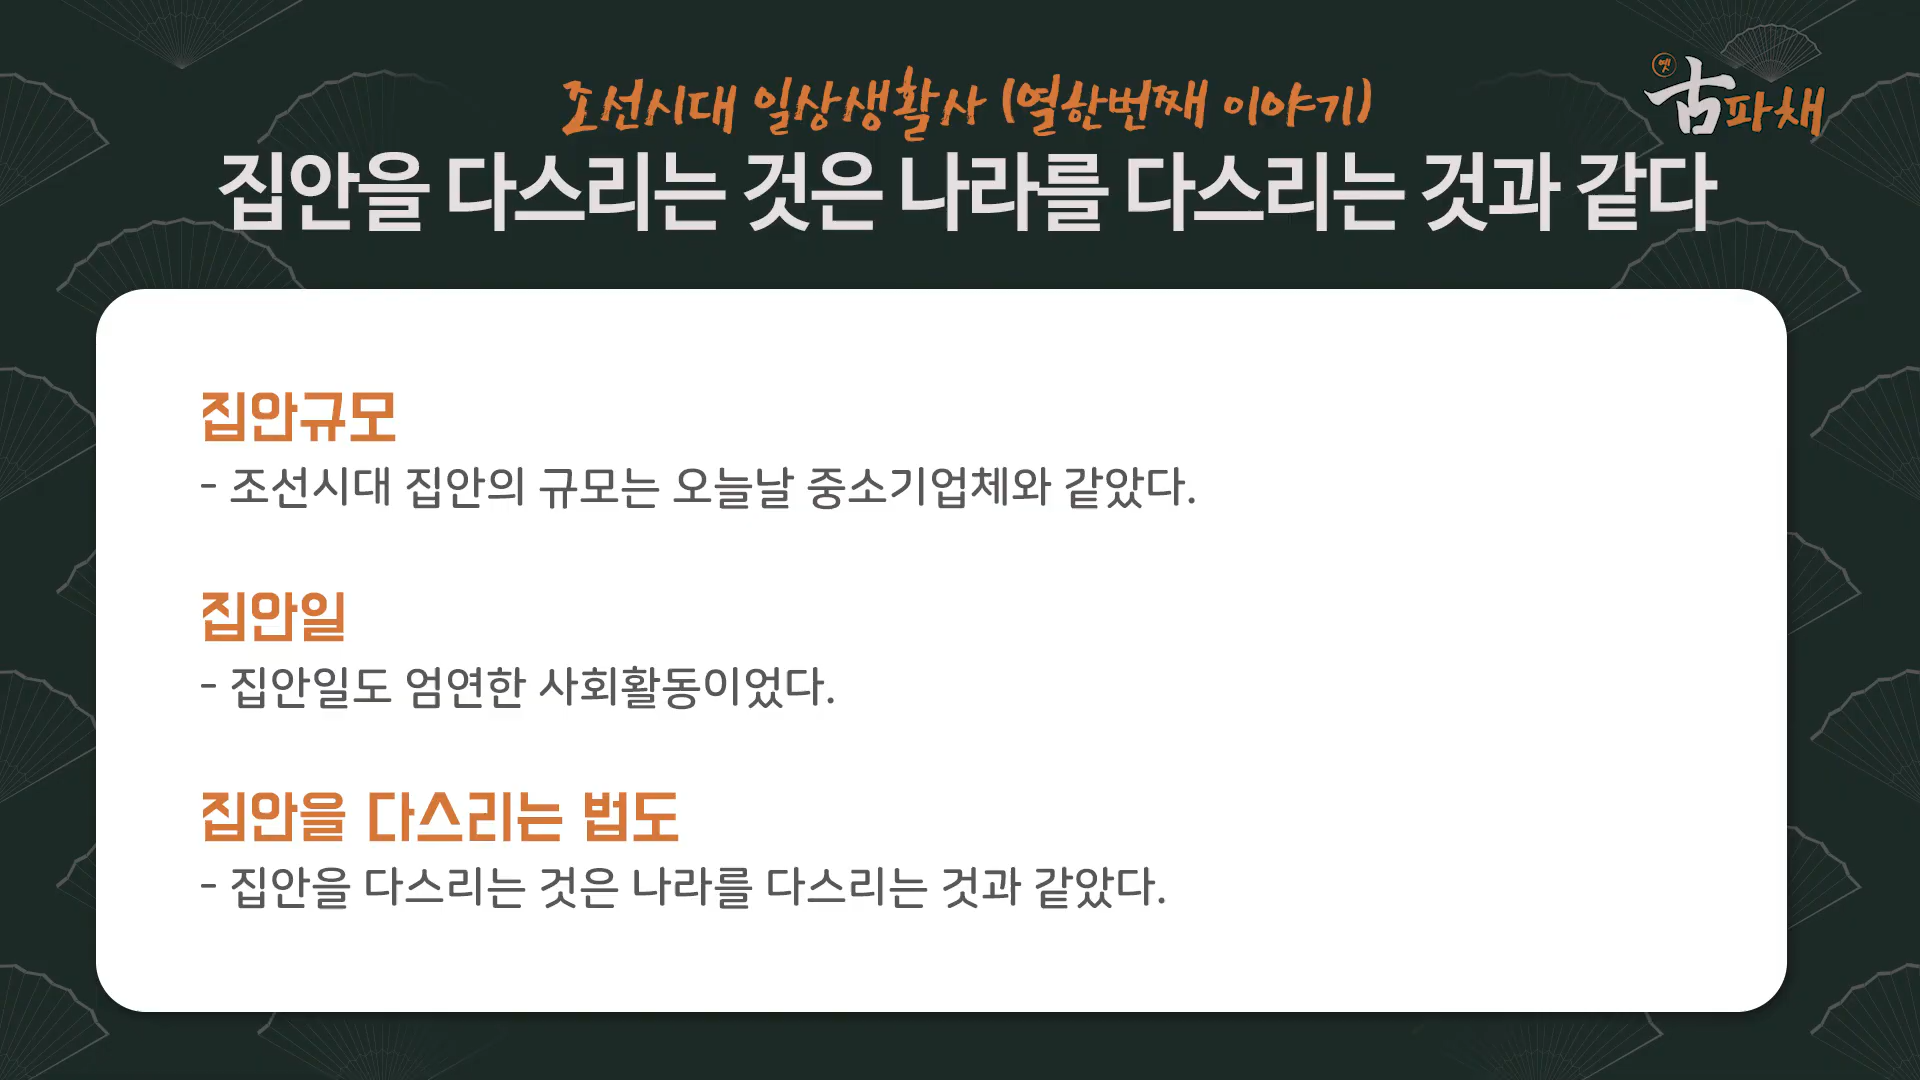 조선시대 일상생활사 (열한번째 이야기)
옛 古파채
집안을 다스리는 것은 나라를 다스리는 것과 같다
집안규모
- 조선시대 집안의 규모는 오늘날 중소기업체와 같았다.
집안일
- 집안일도 엄연한 사회활동이었다.
집안을 다스리는 법도
- 집안을 다스리는 것은 나라를 다스리는 것과 같았다.